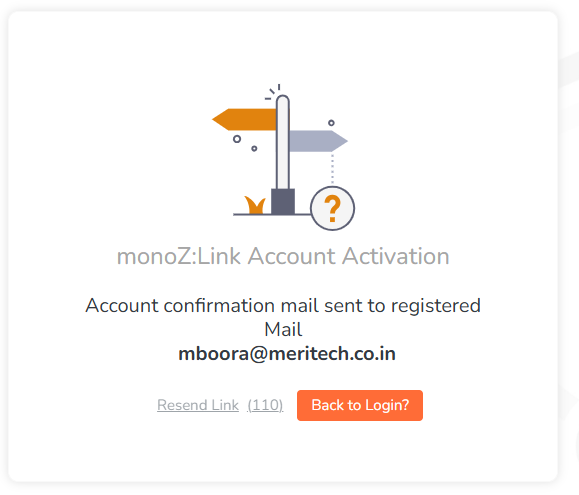 ?
monoZ:Link Account Activation
Account confirmation mail sent to registered
Mail
mboora@meritech.co.in
Resend Link (110) Back to Login?